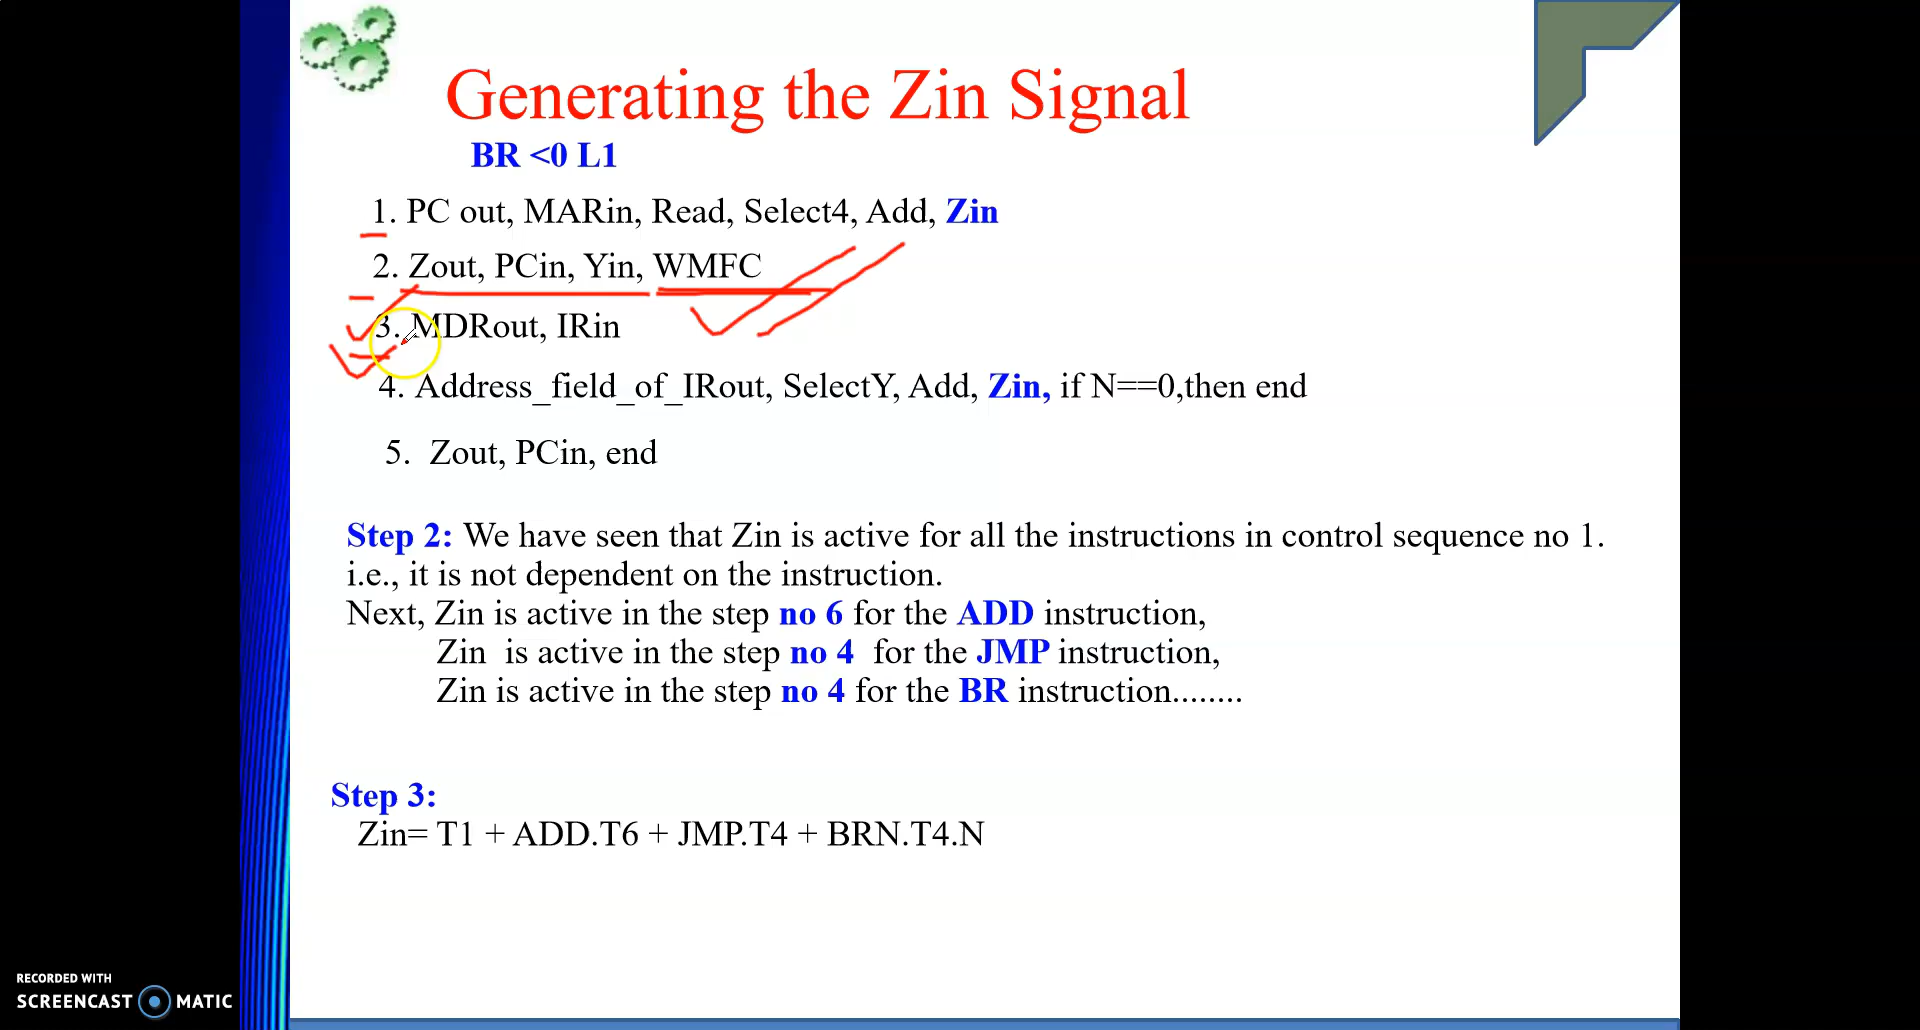 Generating the Zin Signal
BR <0 L1
1. PC out, MARin, Read, Select4, Add, Zin
2. Zout, PCin, Yin, WMFC
3. MDRout, IRin
4. Address_field_of_IRout, SelectY, Add, Zin, if N==0,then end
5. Zout, PCin, end
Step 2: We have seen that Zin is active for all the instructions in control sequence no 1.
i.e., it is not dependent on the instruction.
Next, Zin is active in the step no 6 for the ADD instruction,
Zin is active in the step no 4 for the JMP instruction,
Zin is active in the step no 4 for the BR instruction........
Step 3:
Zin= T1 + ADD.T6 + JMP.T4 + BRN.T4.N
RECORDED WITH
SCREENCAST MATIC